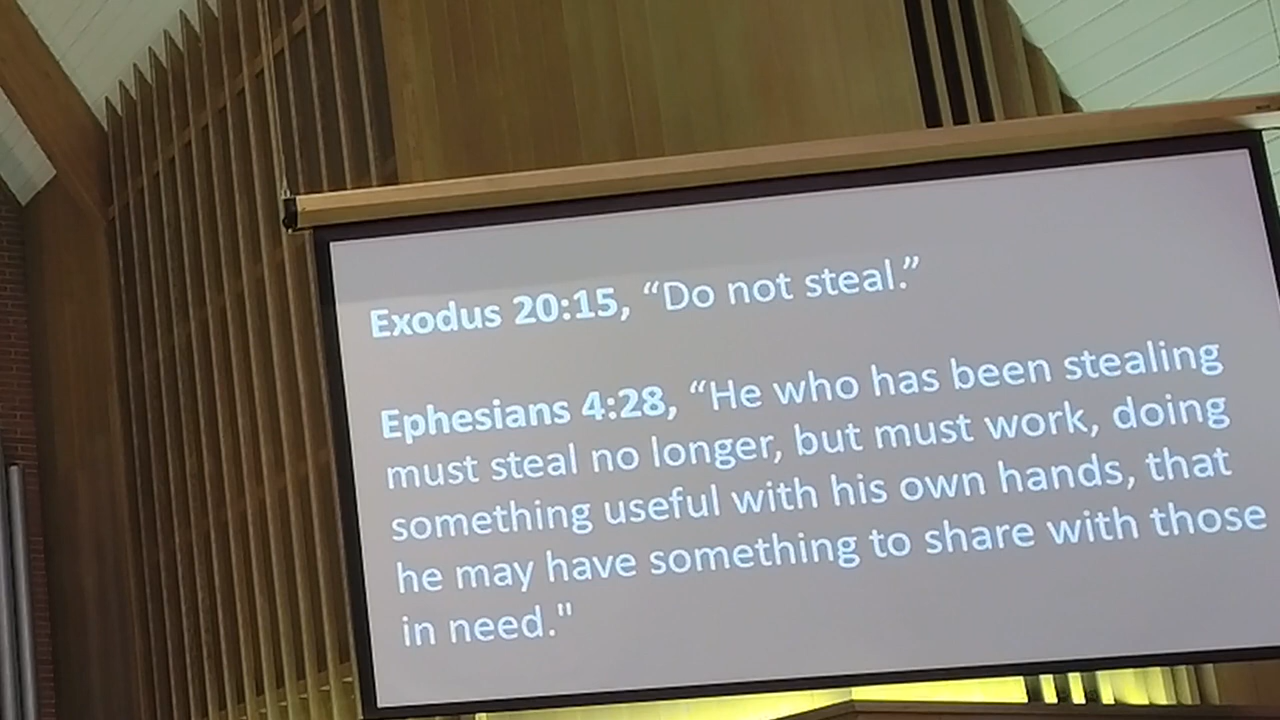 Exodus 20:15, “Do not steal.”
Ephesians 4:28, “He who has been stealing
must steal no longer, but must work, doing
something useful with his own hands, that
he may have something to share with those
in need."